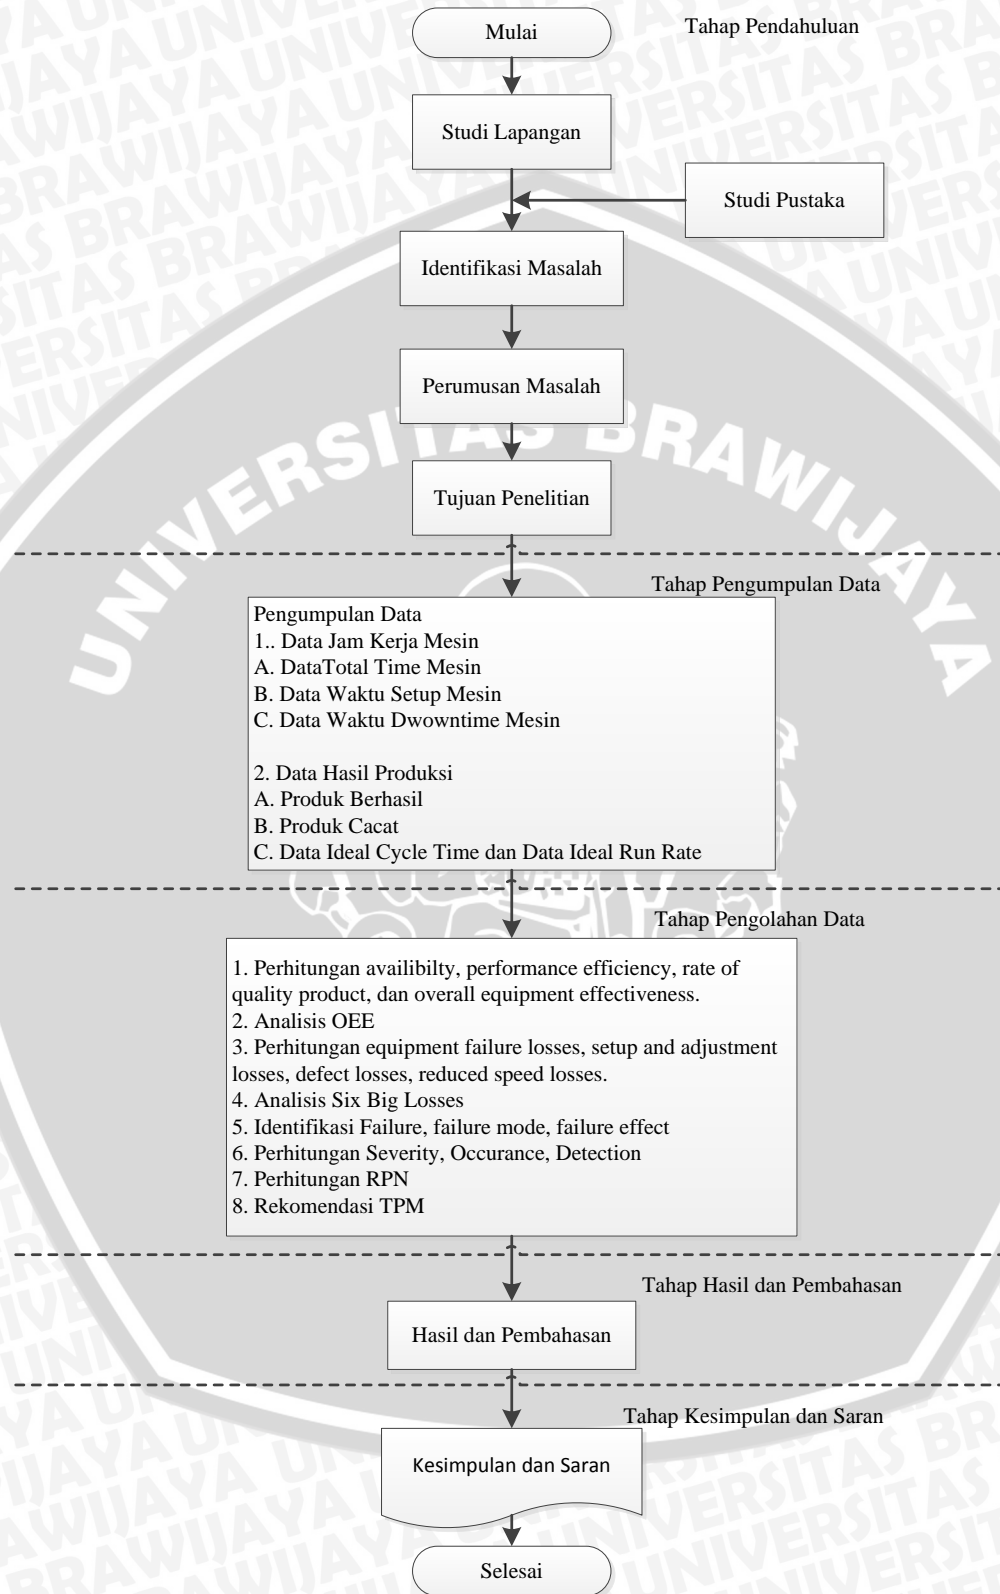 Mulai
Tahap Pendahuluan
Studi Lapangan
Studi Pustaka
Identifikasi Masalah
Perumusan Masalah
UNIVERSITAS BRAWIJAYA
Tujuan Penelitian
Tahap Pengumpulan Data
Pengumpulan Data
1.. Data Jam Kerja Mesin
A. DataTotal Time Mesin
B. Data Waktu Setup Mesin
C. Data Waktu Dwowntime Mesin
2. Data Hasil Produksi
A. Produk Berhasil
B. Produk Cacat
C. Data Ideal Cycle Time dan Data Ideal Run Rate
Tahap Pengolahan Data
1. Perhitungan availibilty, performance efficiency, rate of
quality product, dan overall equipment effectiveness.
2. Analisis OEE
3. Perhitungan equipment failure losses, setup and adjustment
losses, defect losses, reduced speed losses.
4. Analisis Six Big Losses
5. Identifikasi Failure, failure mode, failure effect
6. Perhitungan Severity, Occurance, Detection
7. Perhitungan RPN
8. Rekomendasi TPM
Tahap Hasil dan Pembahasan
Hasil dan Pembahasan
Tahap Kesimpulan dan Saran
Kesimpulan dan Saran
Selesai